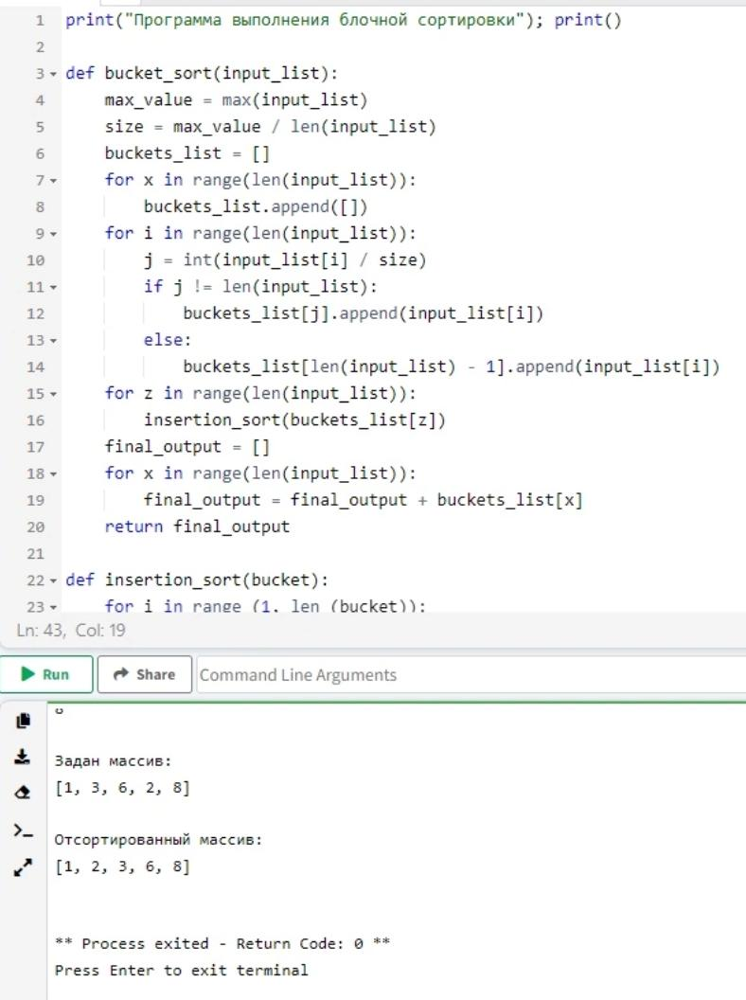 1 print("Программа выполнения блочной сортировки"); print()
2
3 def bucket_sort(input_list):
4     max_value = max(input_list)
5     size = max_value / len(input_list)
6     buckets_list = []
7     for x in range(len(input_list)):
8         buckets_list.append([])
9     for i in range(len(input_list)):
10         j = int(input_list[i] / size)
11         if j != len(input_list):
12             buckets_list[j].append(input_list[i])
13         else:
14             buckets_list[len(input_list) - 1].append(input_list[i])
15     for z in range(len(input_list)):
16         insertion_sort(buckets_list[z])
17     final_output = []
18     for x in range(len(input_list)):
19         final_output = final_output + buckets_list[x]
20     return final_output
21
22 def insertion_sort(bucket):
23     for i in range (1, len (bucket)):
Ln: 43, Col: 19
Run Share Command Line Arguments
Задан массив:
[1, 3, 6, 2, 8]
Отсортированный массив:
[1, 2, 3, 6, 8]
** Process exited - Return Code: 0 **
Press Enter to exit terminal